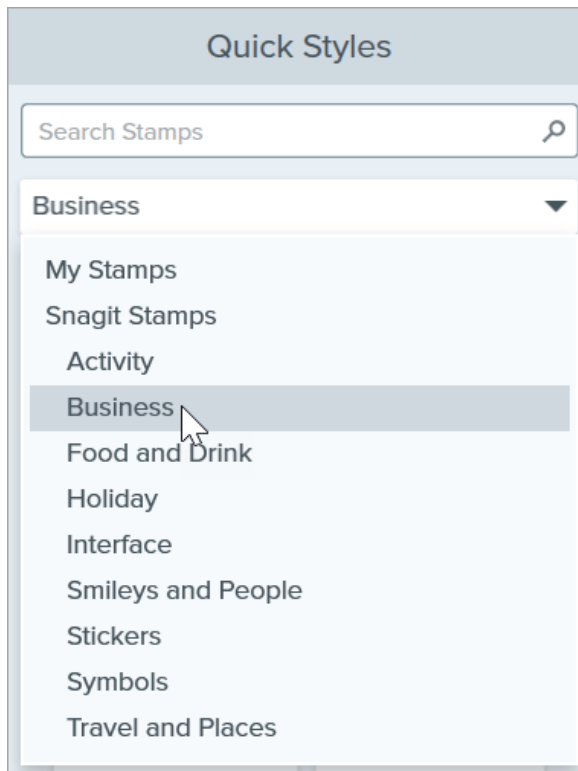 Quick Styles
Search Stamps
Business
My Stamps
Snagit Stamps
Activity
Business
Food and Drink
Holiday
Interface
Smileys and People
Stickers
Symbols
Travel and Places